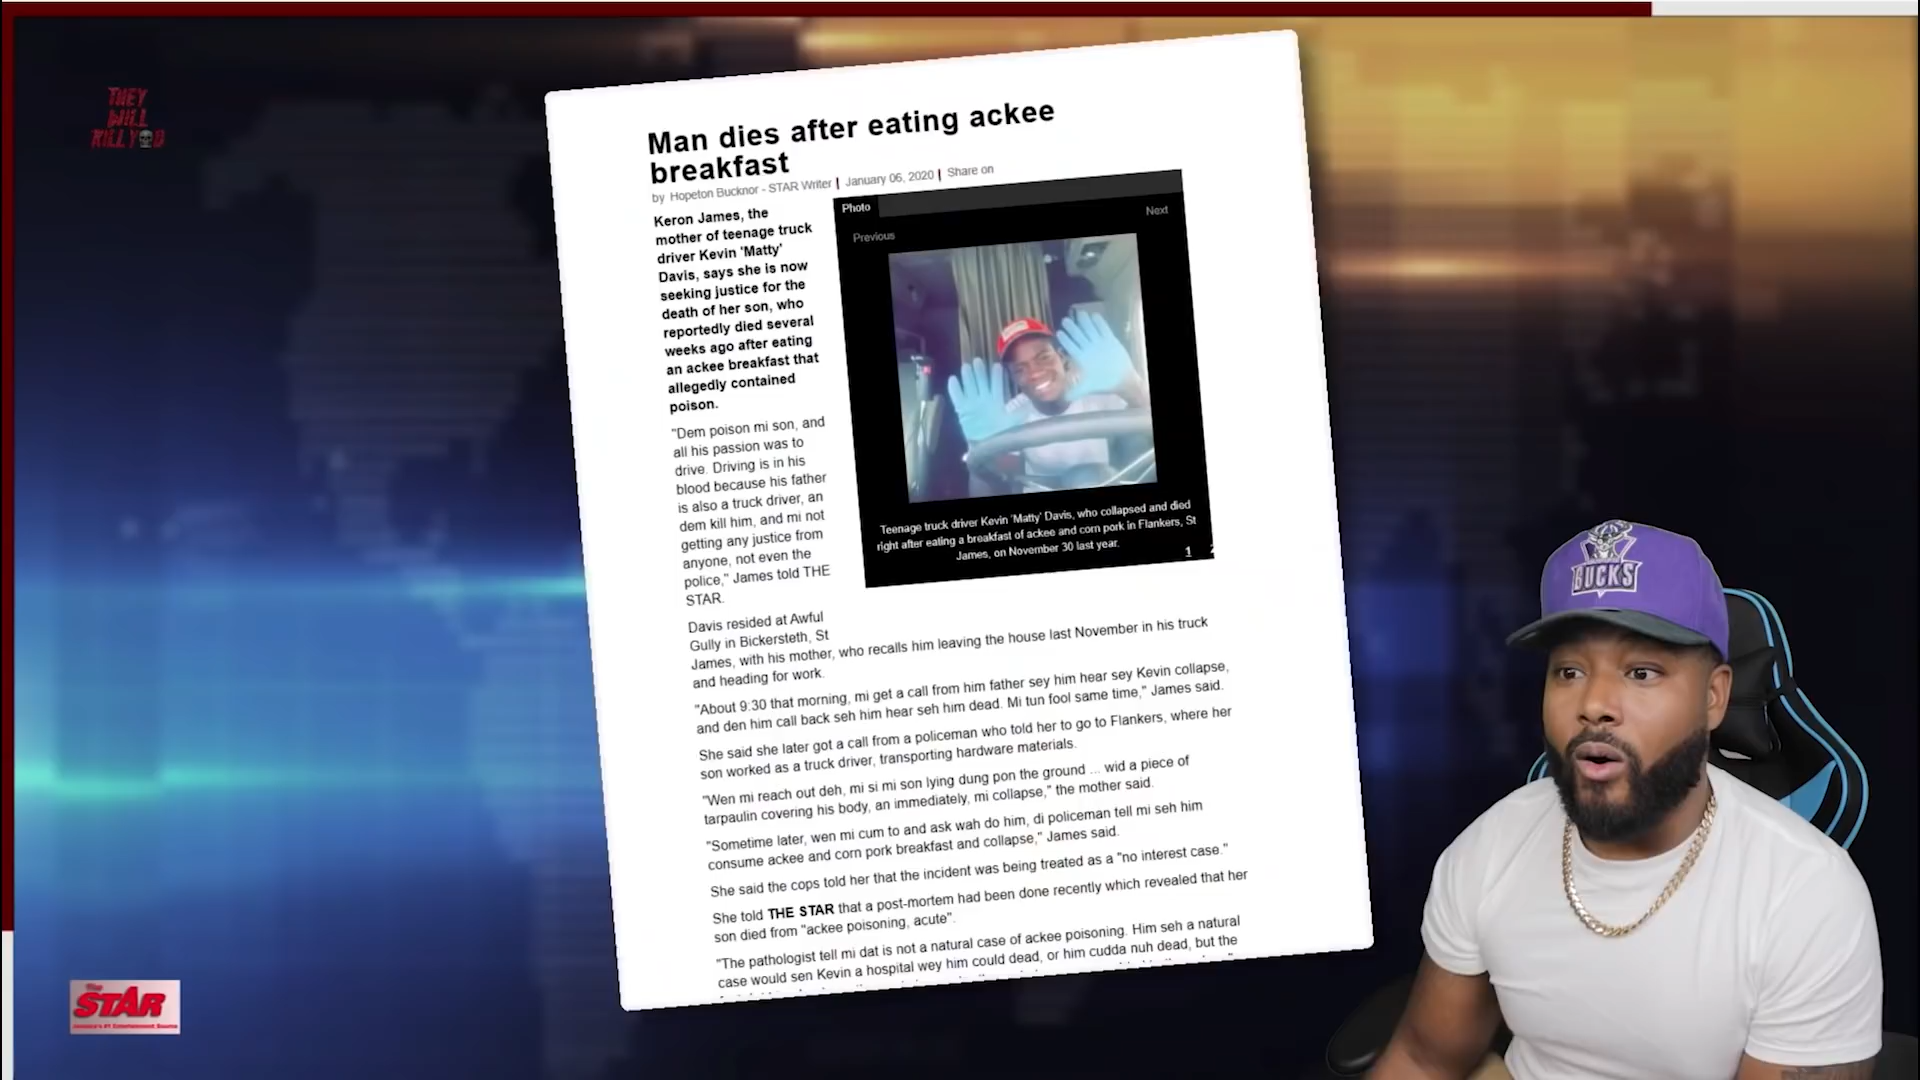 THEY
WILL
KILL YOU
Man dies after eating ackee
breakfast
by Hopeton Bucknor - STAR Writer | January 06, 2020 | Share on
Keron James, the
mother of teenage truck
driver Kevin 'Matty'
Davis, says she is now
seeking justice for the
death of her son, who
reportedly died several
weeks ago after eating
an ackee breakfast that
allegedly contained
poison.
Photo
Next
Previous
Teenage truck driver Kevin 'Matty' Davis, who collapsed and died
right after eating a breakfast of ackee and corn pork in Flankers, St
James, on November 30 last year.
1
"Dem poison mi son, and
all his passion was to
drive. Driving is in his
blood because his father
is also a truck driver, an
dem kill him, and mi not
getting any justice from
anyone, not even the
police," James told THE
STAR.
Davis resided at Awful
Gully in Bickersteth, St
James, with his mother, who recalls him leaving the house last November in his truck
and heading for work.
"About 9:30 that morning, mi get a call from him father sey him hear sey Kevin collapse,
and den him call back seh him hear seh him dead. Mi tun fool same time," James said.
She said she later got a call from a policeman who told her to go to Flankers, where her
son worked as a truck driver, transporting hardware materials.
"Wen mi reach out deh, mi si mi son lying dung pon the ground ... wid a piece of
tarpaulin covering his body, an immediately, mi collapse," the mother said.
"Sometime later, wen mi cum to and ask wah do him, di policeman tell mi seh him
consume ackee and corn pork breakfast and collapse," James said.
She said the cops told her that the incident was being treated as a "no interest case."
She told THE STAR that a post-mortem had been done recently which revealed that her
son died from "ackee poisoning, acute".
"The pathologist tell mi dat is not a natural case of ackee poisoning. Him seh a natural
case would sen Kevin a hospital wey him could dead, or him cudda nuh dead, but the
BUCKS
The
STAR
Jamaica's #1 Entertainment Source